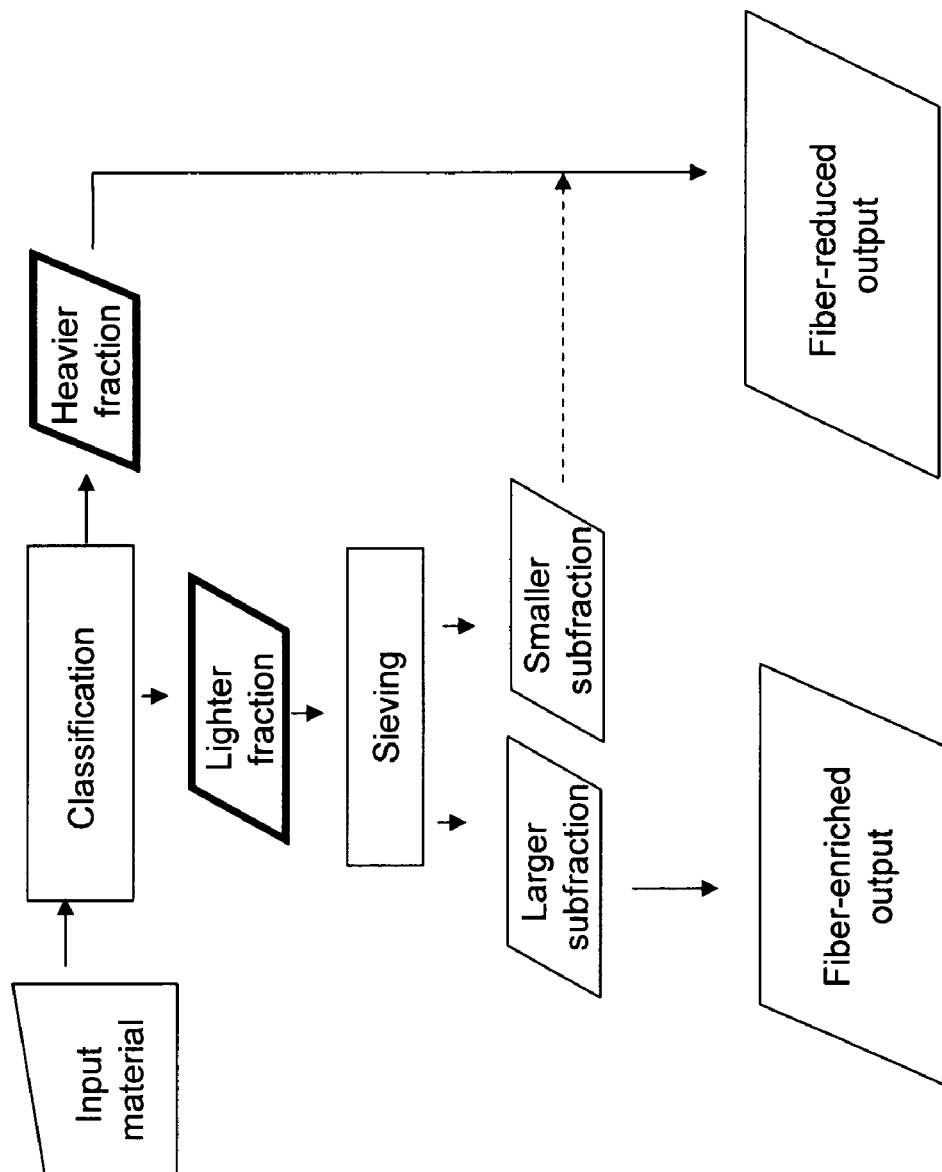 Input
material
Classification
Heavier
fraction
Lighter
fraction
Sieving
Larger
subfraction
Smaller
subfraction
Fiber-enriched
output
Fiber-reduced
output